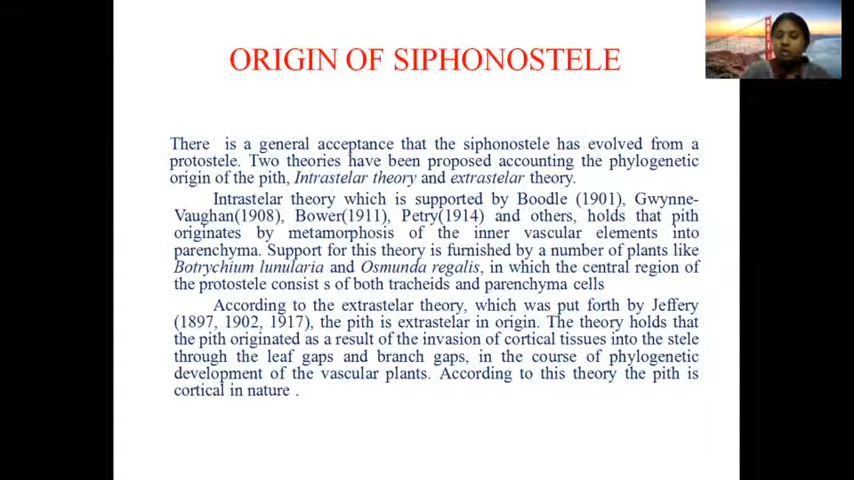 ORIGIN OF SIPHONOSTELE
There is a general acceptance that the siphonostele has evolved from a
protostele. Two theories have been proposed accounting the phylogenetic
origin of the pith, Intrastelar theory and extrastelar theory.
Intrastelar theory which is supported by Boodle (1901), Gwynne-
Vaughan(1908), Bower(1911), Petry(1914) and others, holds that pith
originates by metamorphosis of the inner vascular elements into
parenchyma. Support for this theory is furnished by a number of plants like
Botrychium lunularia and Osmunda regalis, in which the central region of
the protostele consist s of both tracheids and parenchyma cells
According to the extrastelar theory, which was put forth by Jeffery
(1897, 1902, 1917), the pith is extrastelar in origin. The theory holds that
the pith originated as a result of the invasion of cortical tissues into the stele
through the leaf gaps and branch gaps, in the course of phylogenetic
development of the vascular plants. According to this theory the pith is
cortical in nature .